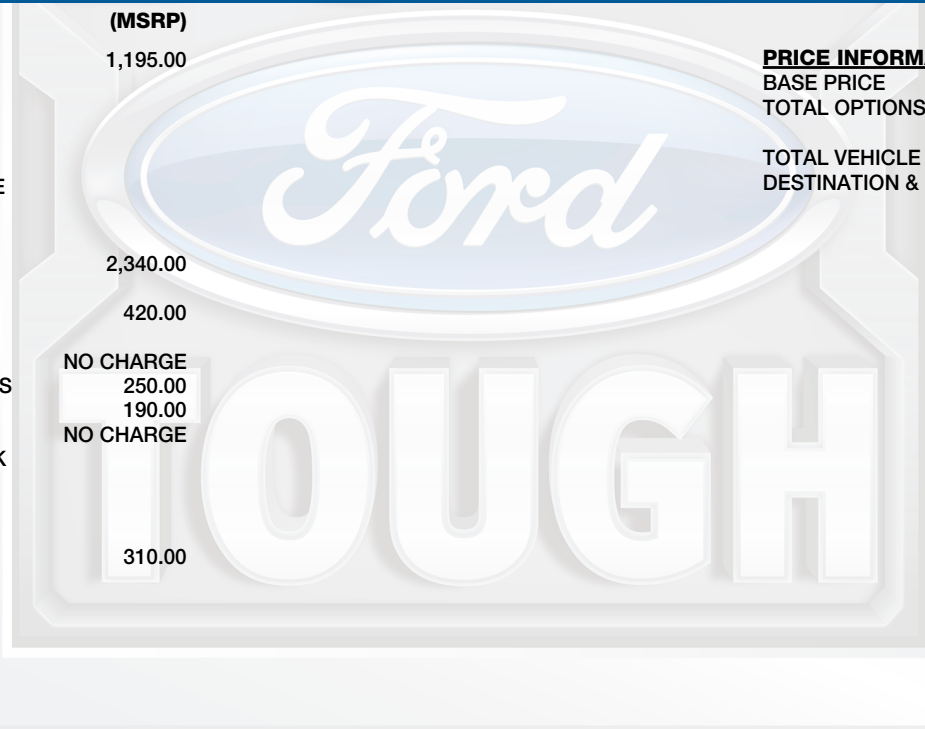 (MSRP)
1,195.00
E
2,340.00
420.00
NO CHARGE
S 250.00
190.00
NO CHARGE
K
310.00
PRICE INFORMA
BASE PRICE
TOTAL OPTIONS
TOTAL VEHICLE
DESTINATION &
Ford
TOUGH